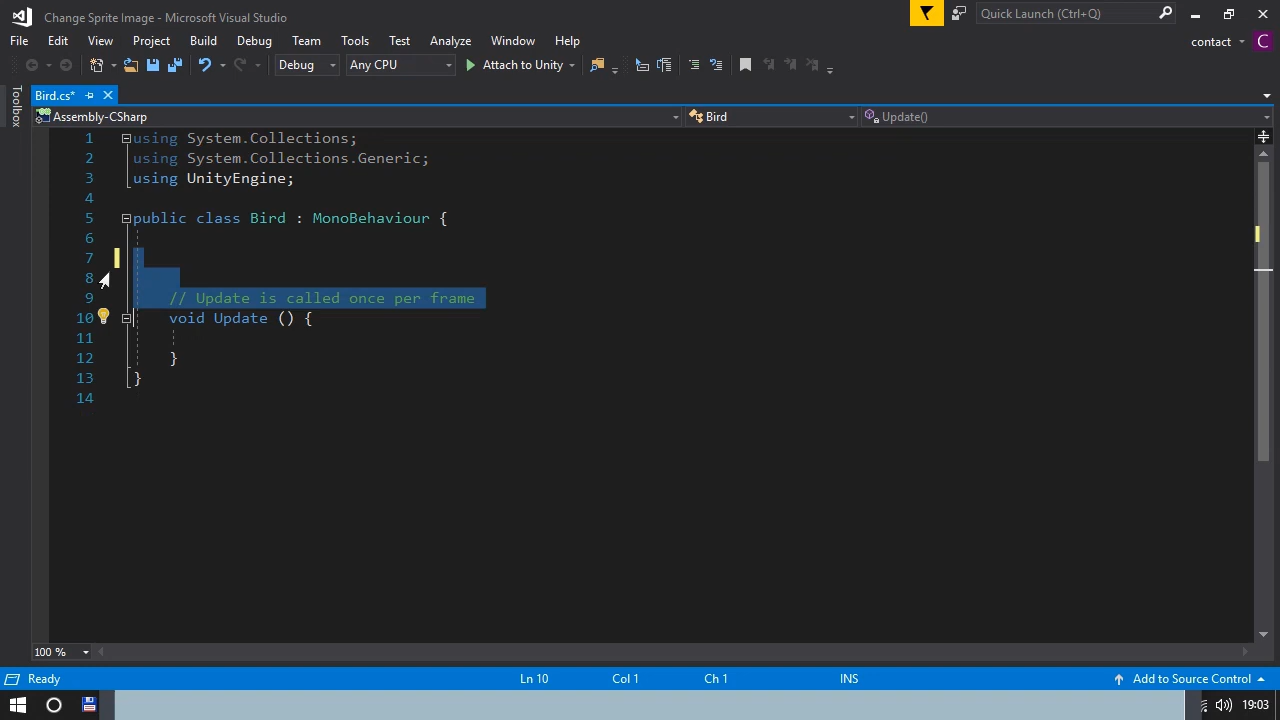 Change Sprite Image - Microsoft Visual Studio
Quick Launch (Ctrl+Q)
File Edit View Project Build Debug Team Tools Test Analyze Window Help
contact C
Debug Any CPU Attach to Unity
Toolbox
Bird.cs*
Assembly-CSharp Bird Update()
1 using System.Collections;
2 using System.Collections.Generic;
3 using UnityEngine;
4
5 public class Bird : MonoBehaviour {
6
7
8
9 // Update is called once per frame
10 void Update () {
11
12 }
13 }
14
100 %
Ready Ln 10 Col 1 Ch 1 INS Add to Source Control
19:03